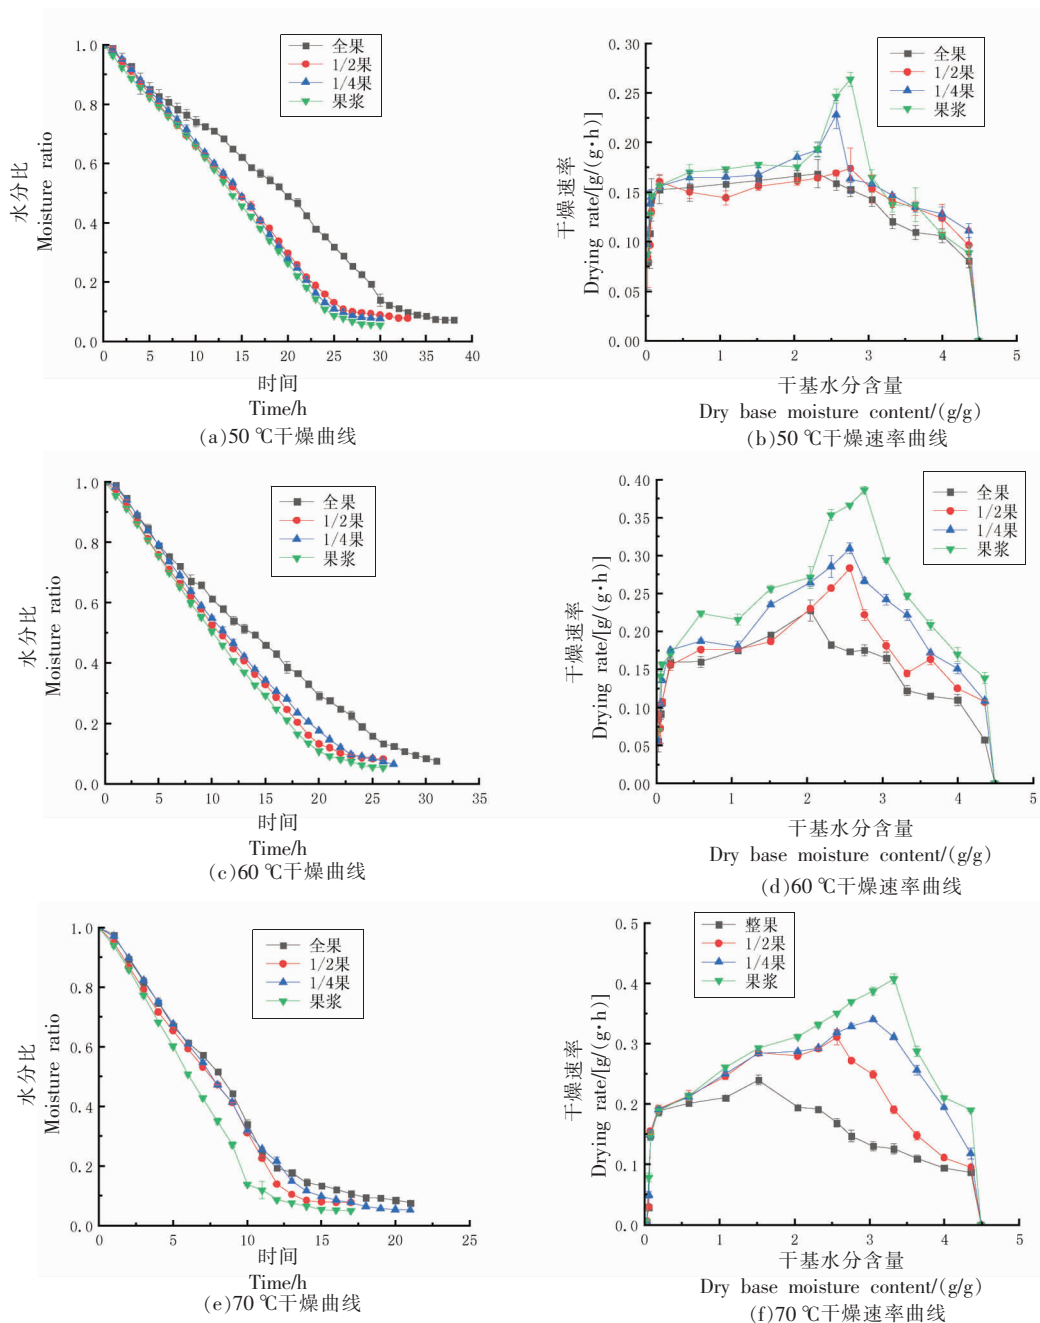 1.0
0.8
0.6
0.4
0.2
0.0
水分比
Moisture ratio
全果
1/2果
1/4果
果浆
0 5 10 15 20 25 30 35 40
时间
Time/h
(a)50 ℃干燥曲线
0.30
0.25
0.20
0.15
0.10
0.05
0.00
干燥速率
Drying rate/[g/(g·h)]
全果
1/2果
1/4果
果浆
0 1 2 3 4 5
干基水分含量
Dry base moisture content/(g/g)
(b)50 ℃干燥速率曲线
1.0
0.8
0.6
0.4
0.2
0.0
水分比
Moisture ratio
全果
1/2果
1/4果
果浆
0 5 10 15 20 25 30 35
时间
Time/h
(c)60 ℃干燥曲线
0.40
0.35
0.30
0.25
0.20
0.15
0.10
0.05
0.00
干燥速率
Drying rate/[g/(g·h)]
全果
1/2果
1/4果
果浆
0 1 2 3 4 5
干基水分含量
Dry base moisture content/(g/g)
(d)60 ℃干燥速率曲线
1.0
0.8
0.6
0.4
0.2
0.0
水分比
Moisture ratio
全果
1/2果
1/4果
果浆
0 5 10 15 20 25
时间
Time/h
(e)70 ℃干燥曲线
0.5
0.4
0.3
0.2
0.1
0.0
干燥速率
Drying rate/[g/(g·h)]
整果
1/2果
1/4果
果浆
0 1 2 3 4 5
干基水分含量
Dry base moisture content/(g/g)
(f)70 ℃干燥速率曲线